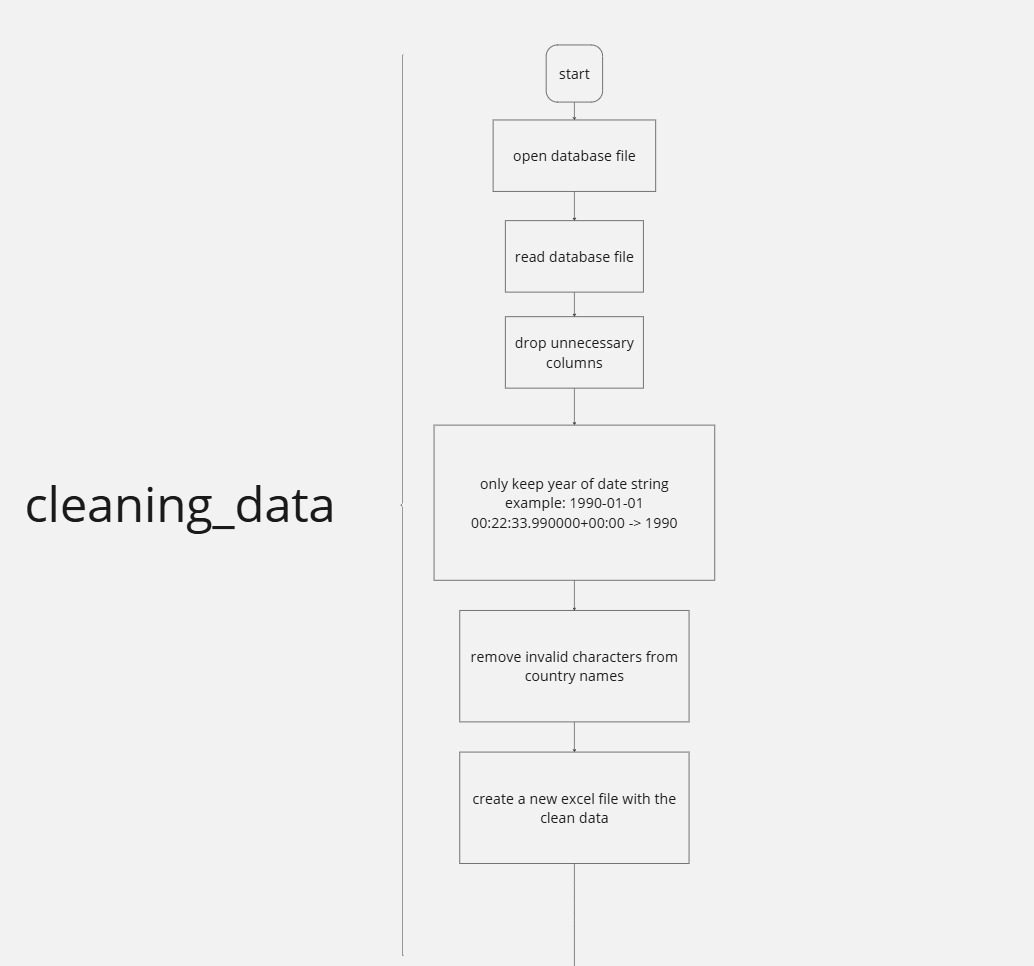 start
open database file
read database file
drop unnecessary
columns
only keep year of date string
example: 1990-01-01
00:22:33.990000+00:00 -> 1990
cleaning_data
remove invalid characters from
country names
create a new excel file with the
clean data